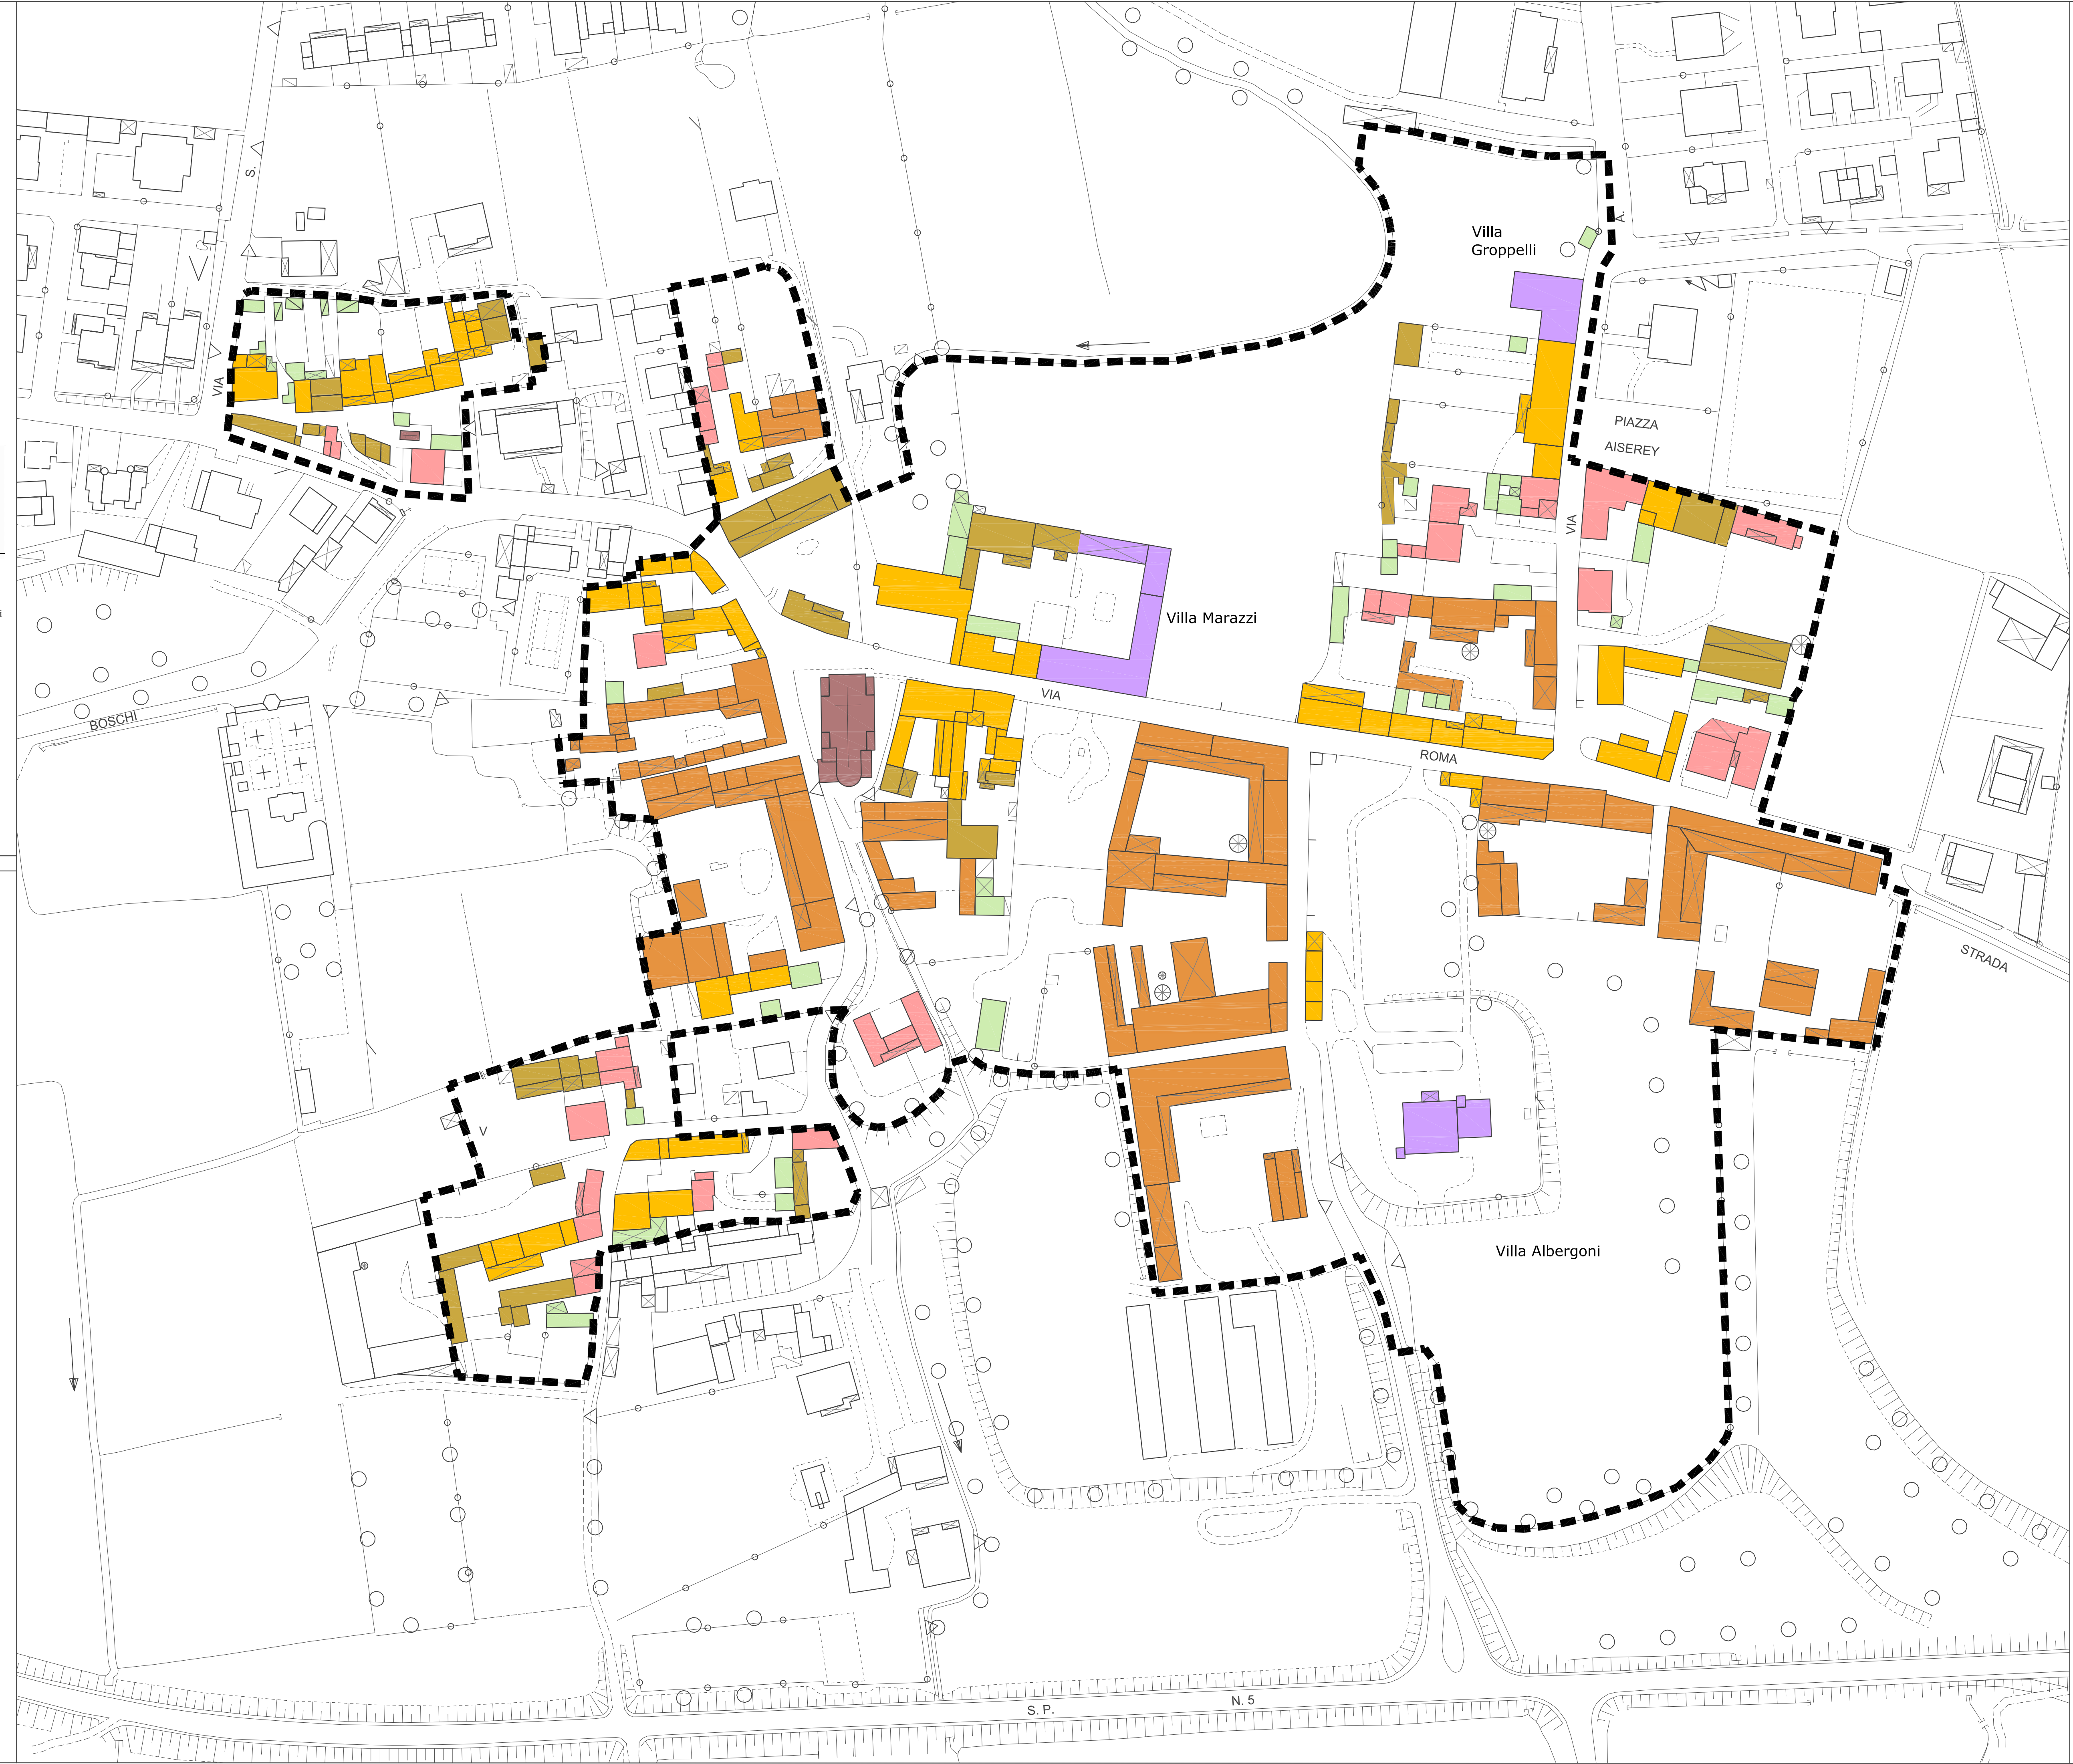 S.
A.
Villa
Groppelli
VIA
PIAZZA
AISEREY
VIA
Villa Marazzi
VIA
BOSCHI
ROMA
STRADA
V
Villa Albergoni
S. P.
N. 5